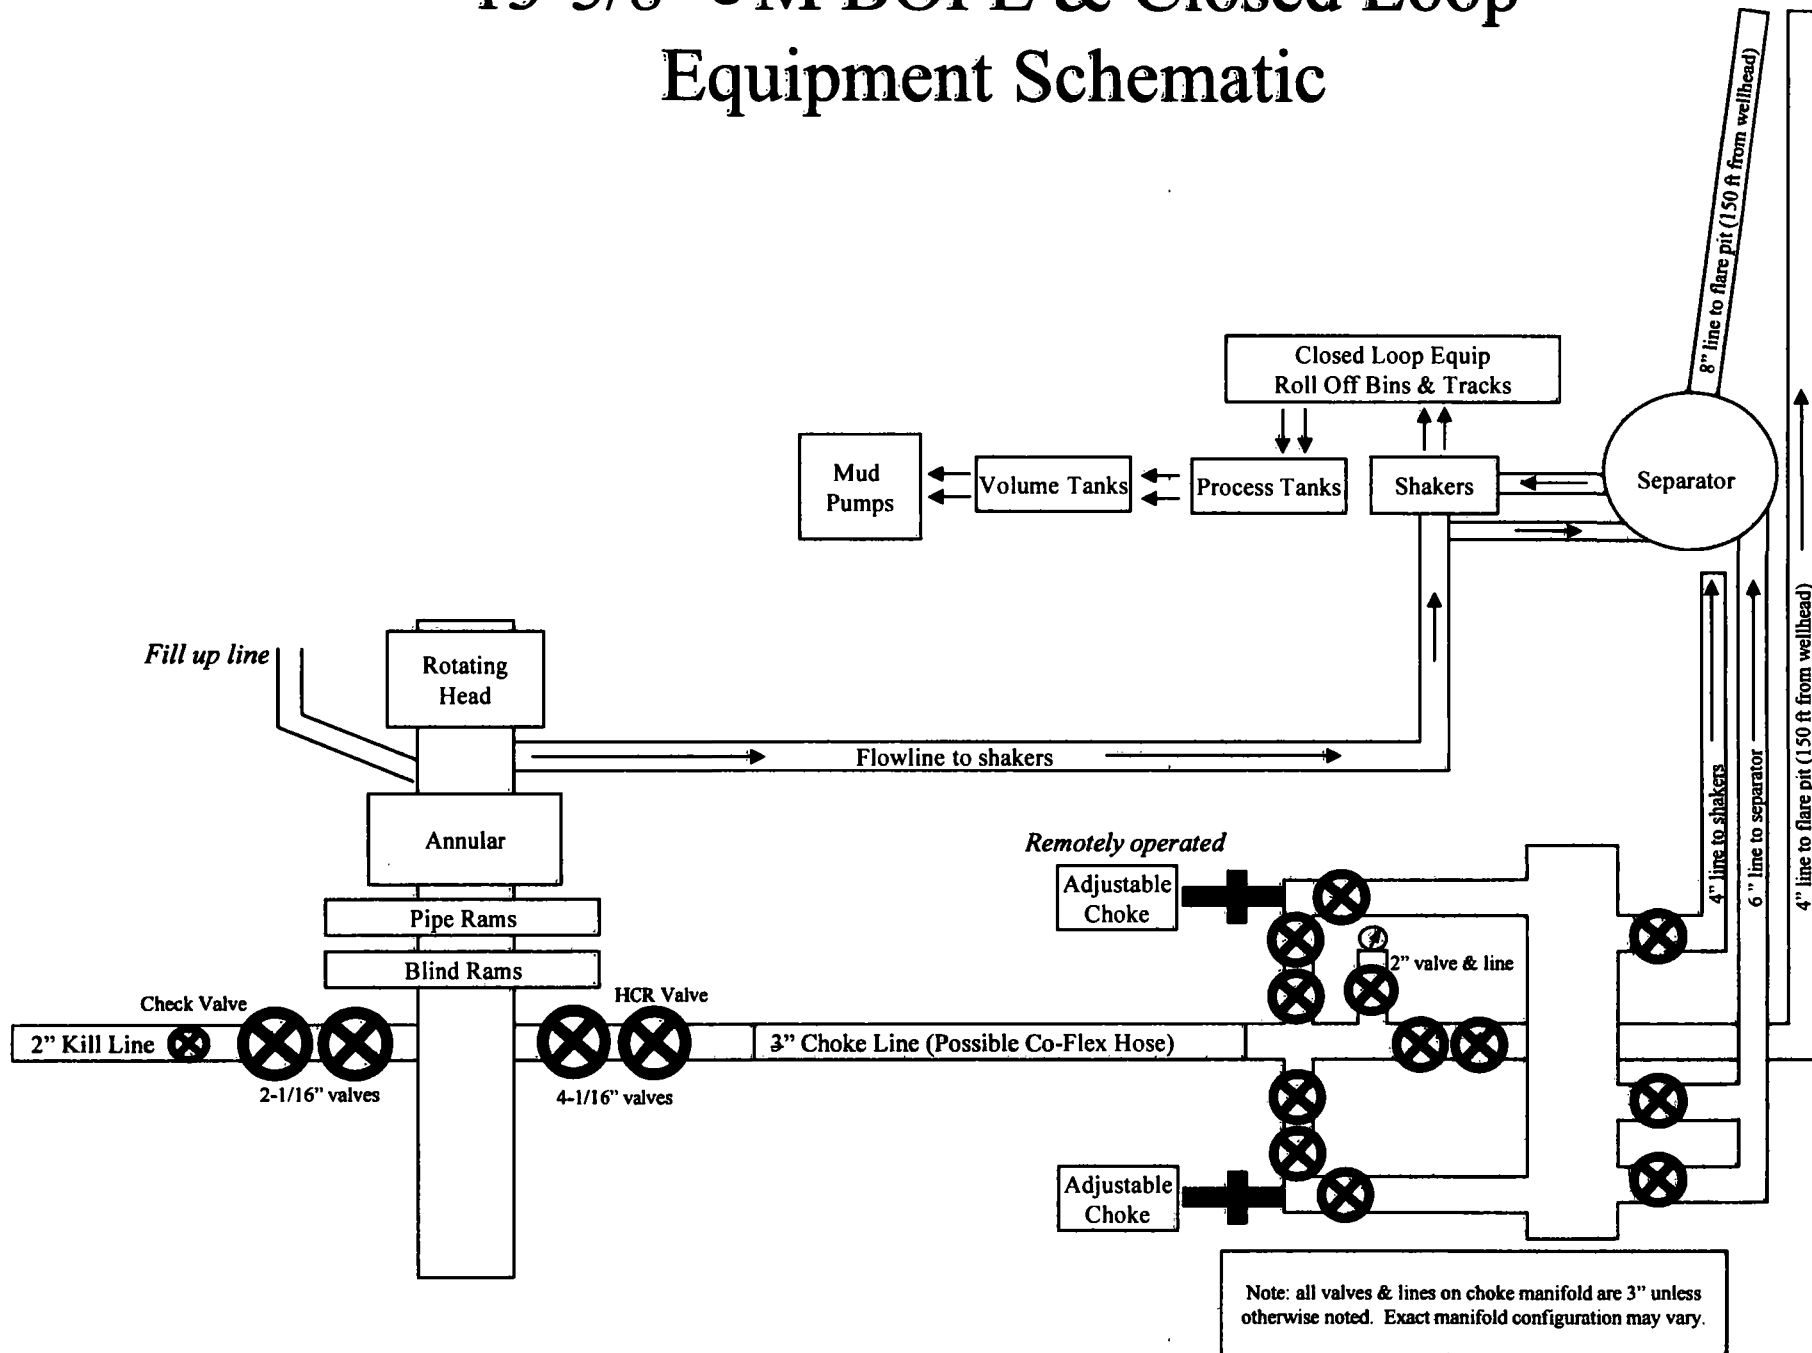 M BOPE & Closed Loop
Equipment Schematic
8” line to flare pit (150 ft from wellhead)
Closed Loop Equip
Roll Off Bins & Tracks
Mud
Pumps
Volume Tanks
Process Tanks
Shakers
Separator
Fill up line
Rotating
Head
Flowline to shakers
4” line to shakers
6” line to separator
4” line to flare pit (150 ft from wellhead)
Annular
Remotely operated
Adjustable
Choke
Pipe Rams
Blind Rams
2” valve & line
Check Valve
HCR Valve
2” Kill Line
3” Choke Line (Possible Co-Flex Hose)
2-1/16” valves
4-1/16” valves
Adjustable
Choke
Note: all valves & lines on choke manifold are 3” unless
otherwise noted. Exact manifold configuration may vary.